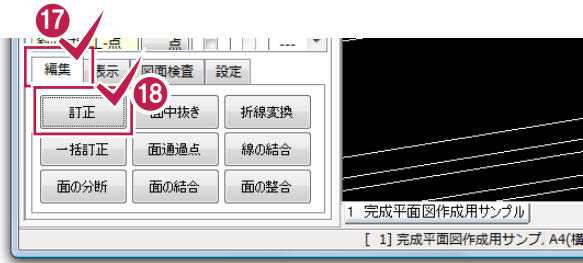 17
-点 点 ---
編集 表示 図面検査 設定
18
訂正 面中抜き 折線変換
一括訂正 面通過点 線の結合
面の分断 面の結合 面の整合
1 完成平面図作成用サンプル
[ 1] 完成平面図作成用サンプ, A4(横